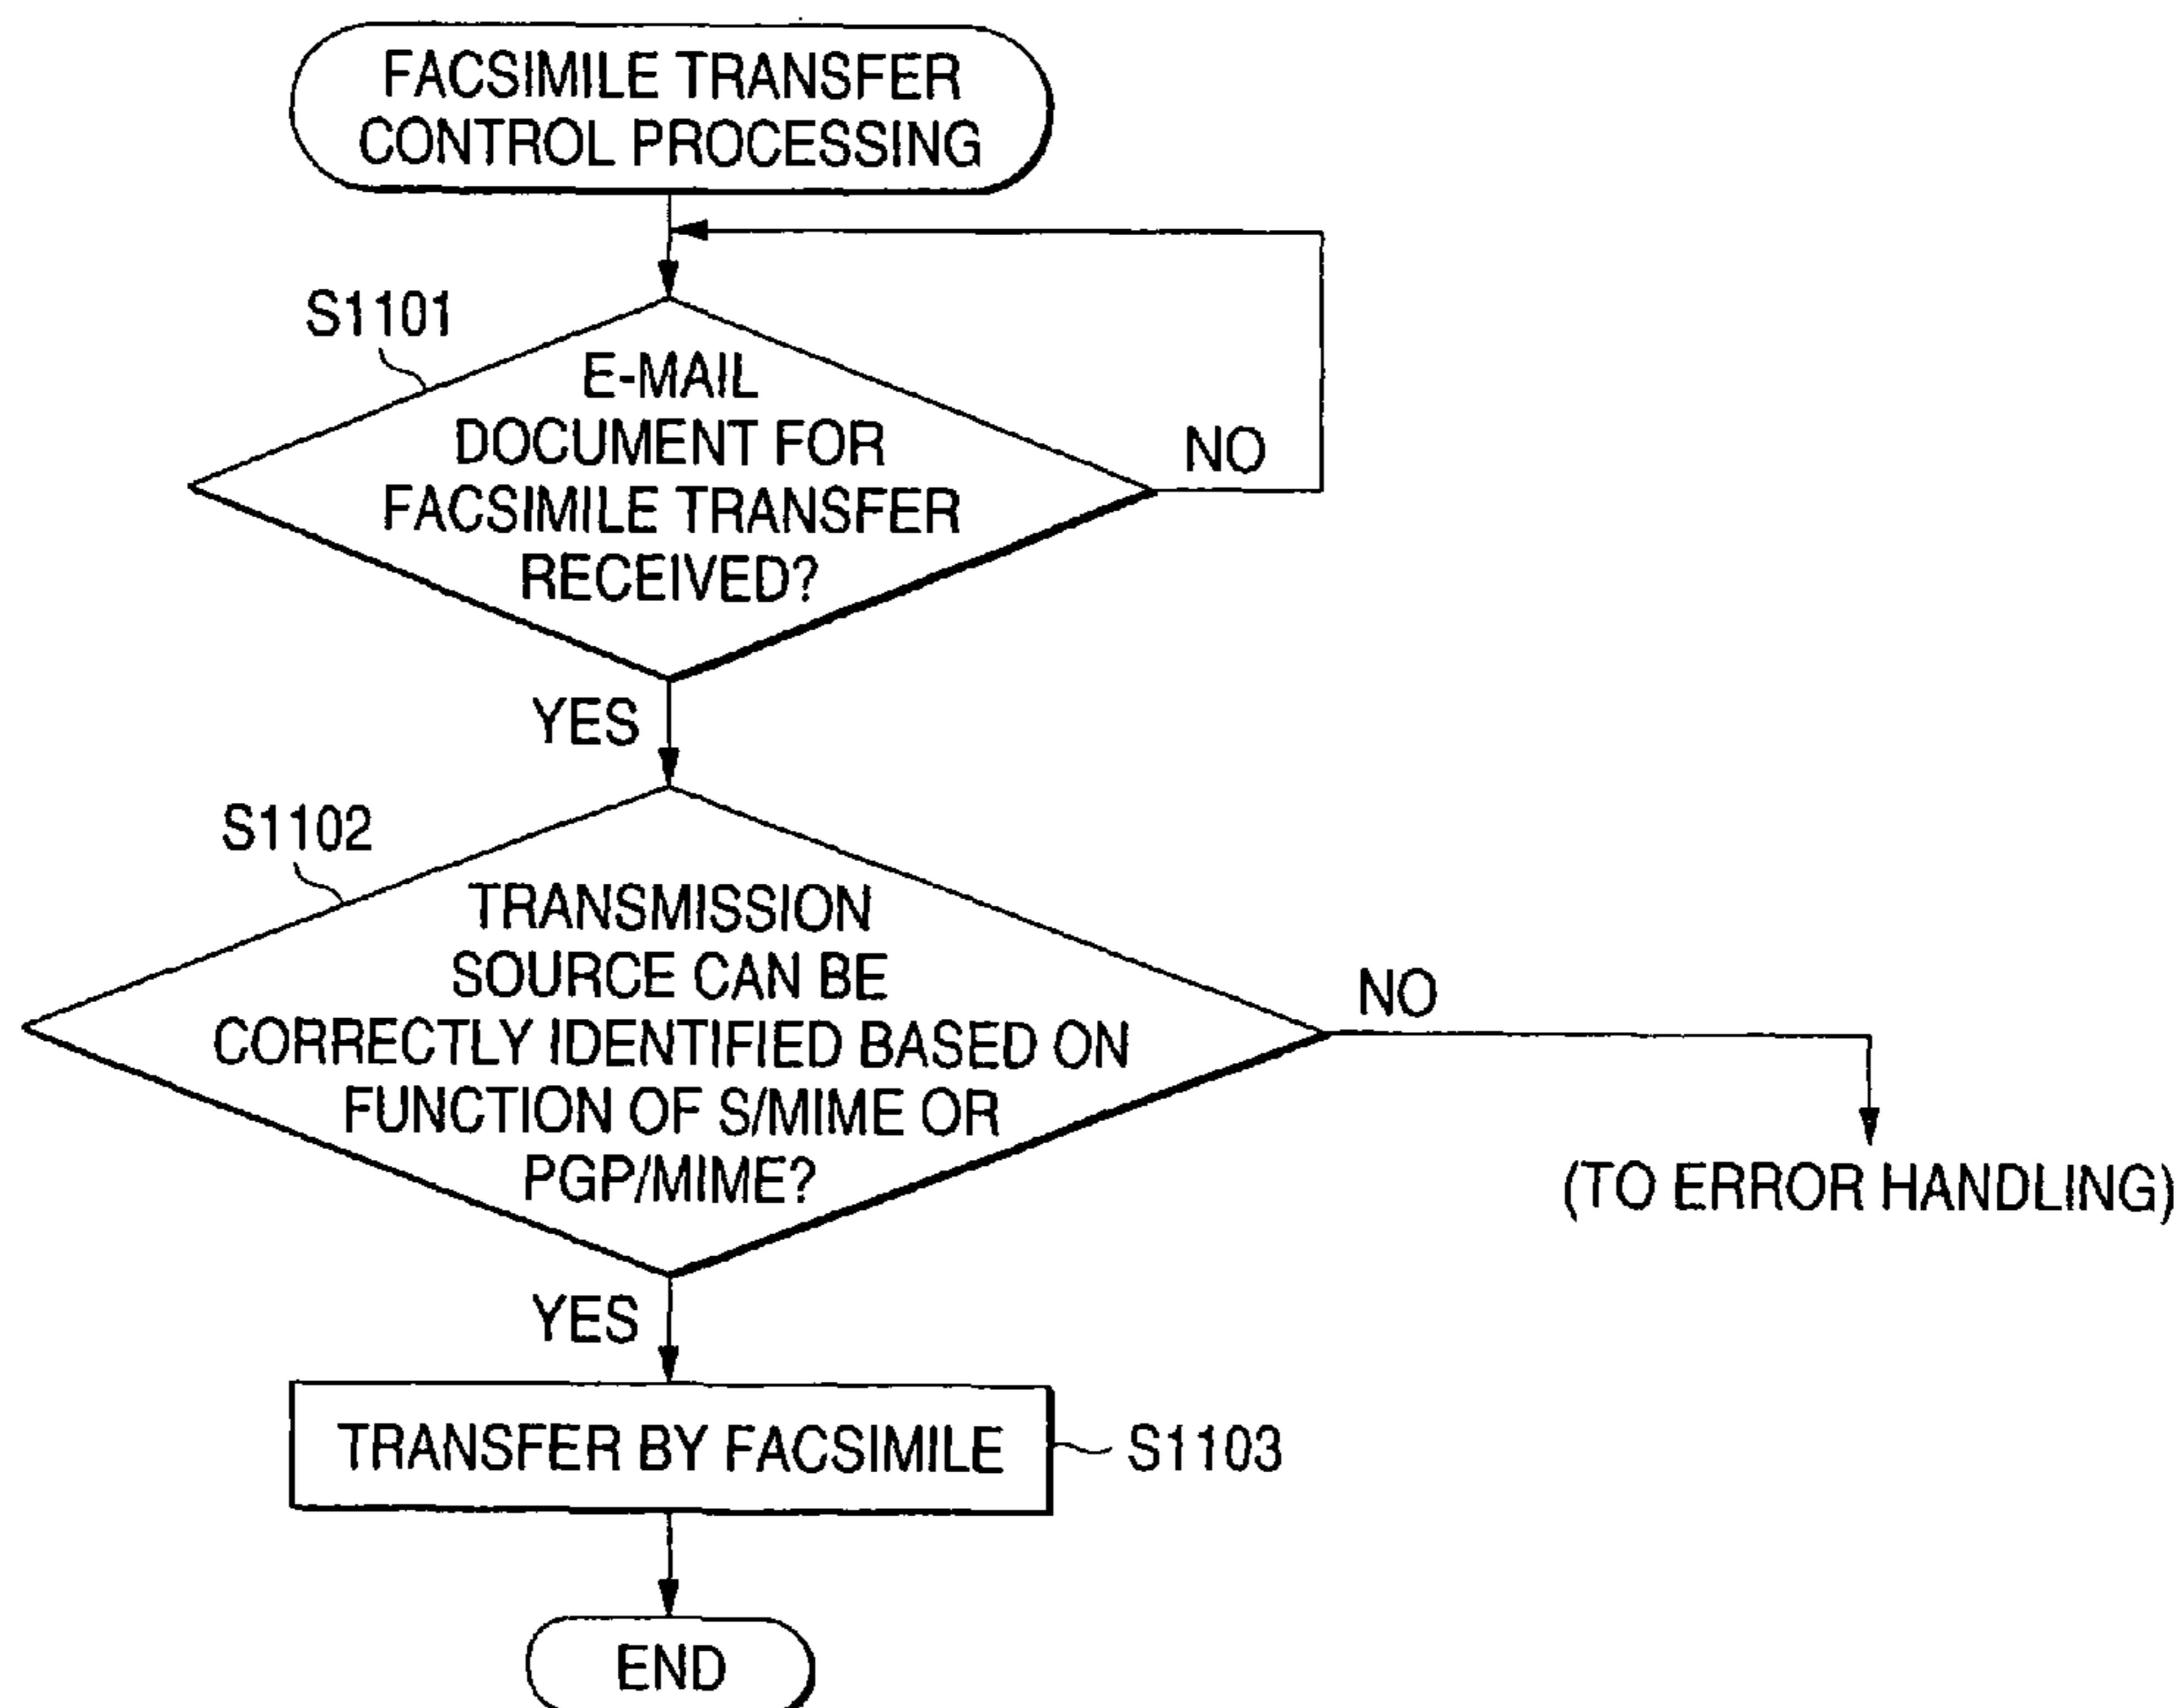 FACSIMILE TRANSFER
CONTROL PROCESSING
S1101
E-MAIL
DOCUMENT FOR
FACSIMILE TRANSFER
RECEIVED?
NO
YES
S1102
TRANSMISSION
SOURCE CAN BE
CORRECTLY IDENTIFIED BASED ON
FUNCTION OF S/MIME OR
PGP/MIME?
NO
(TO ERROR HANDLING)
YES
TRANSFER BY FACSIMILE
S1103
END